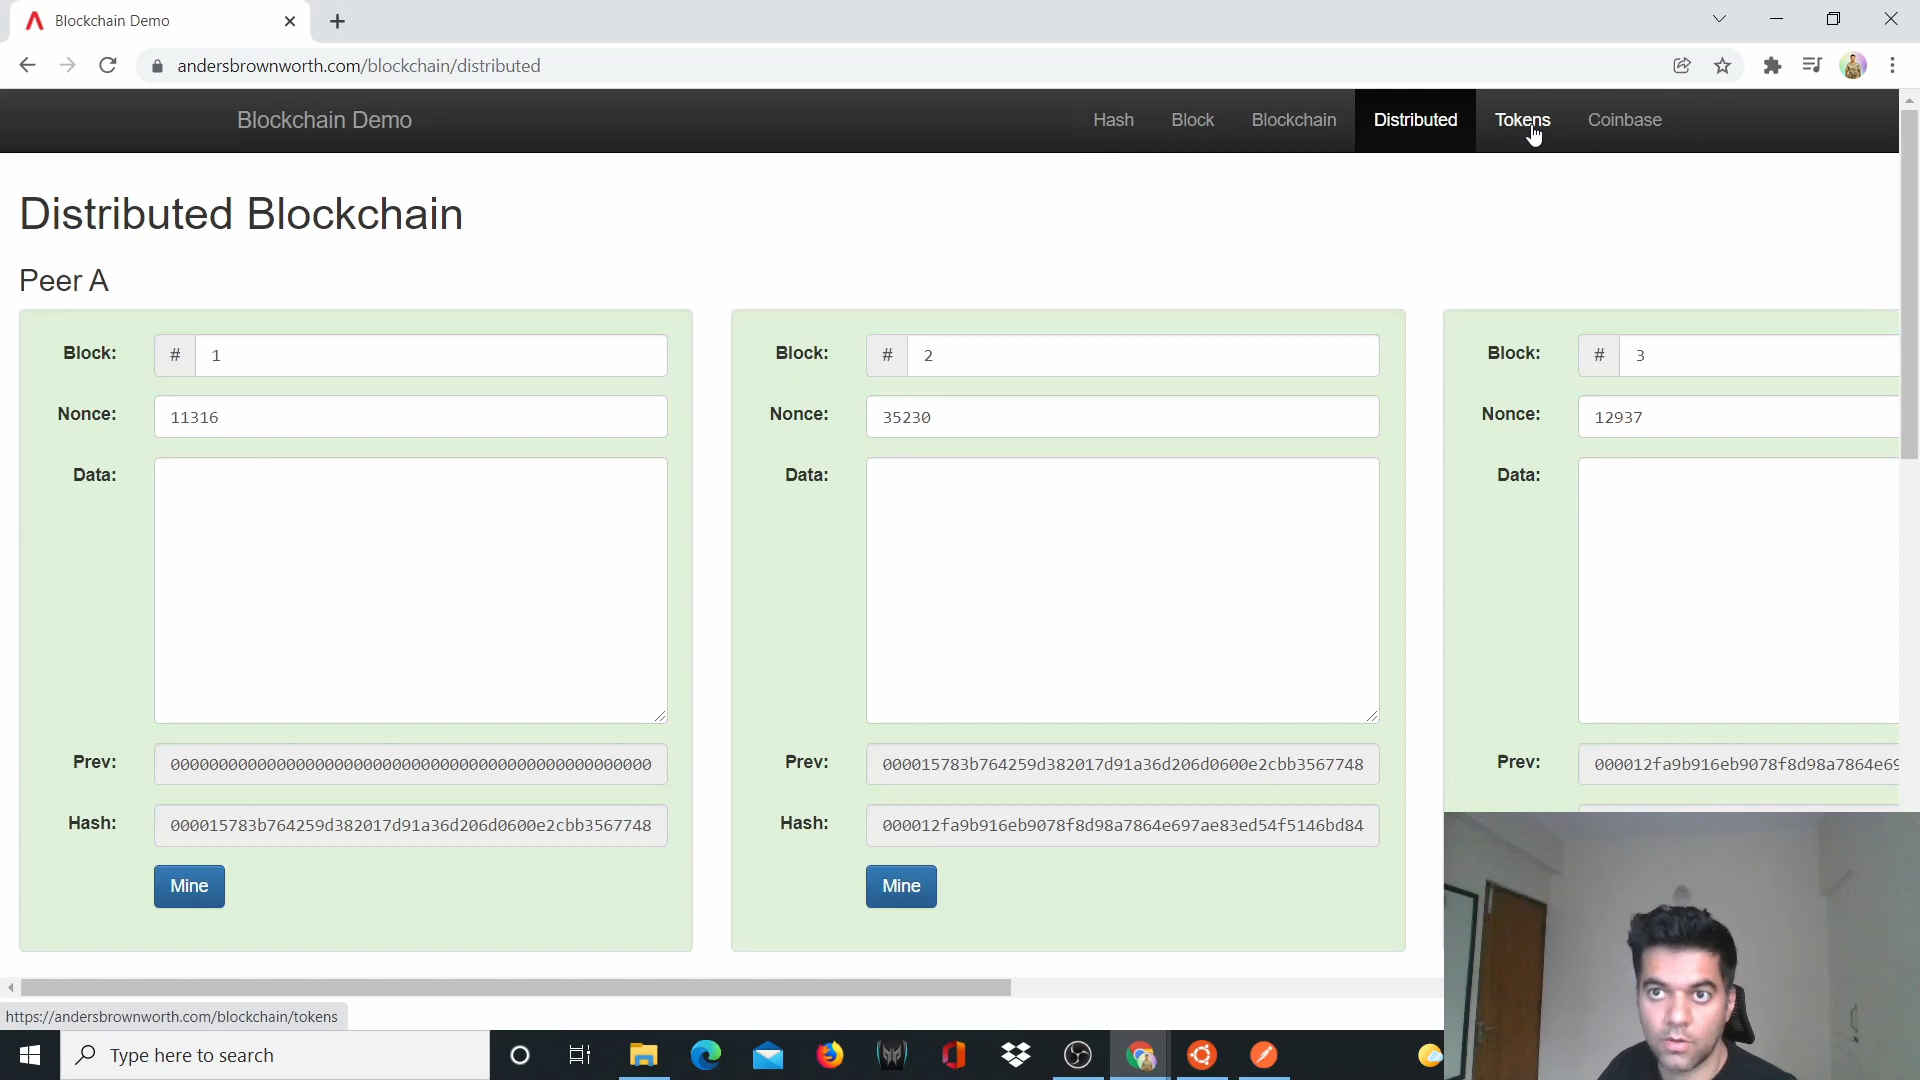 Blockchain Demo
andersbrownworth.com/blockchain/distributed
Blockchain Demo Hash Block Blockchain Distributed Tokens Coinbase
Distributed Blockchain
Peer A
Block: # 1
Nonce: 11316
Data:
Prev: 00000000000000000000000000000000000000000000000000
Hash: 000015783b764259d382017d91a36d206d0600e2cbb3567748
Mine
Block: # 2
Nonce: 35230
Data:
Prev: 000015783b764259d382017d91a36d206d0600e2cbb3567748
Hash: 000012fa9b916eb9078f8d98a7864e697ae83ed54f5146bd84
Mine
Block: # 3
Nonce: 12937
Data:
Prev: 000012fa9b916eb9078f8d98a7864e69
https://andersbrownworth.com/blockchain/tokens
Type here to search